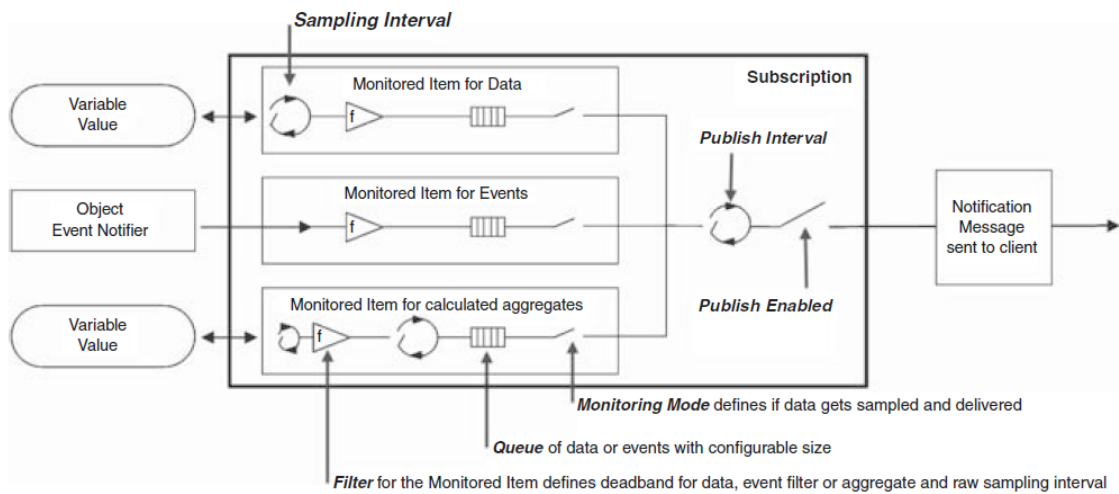 Sampling Interval
Subscription
Monitored Item for Data
Variable
Value
f
Publish Interval
Monitored Item for Events
Object
Event Notifier
f
Notification
Message
sent to client
Monitored Item for calculated aggregates
Publish Enabled
Variable
Value
f
Monitoring Mode defines if data gets sampled and delivered
Queue of data or events with configurable size
Filter for the Monitored Item defines deadband for data, event filter or aggregate and raw sampling interval